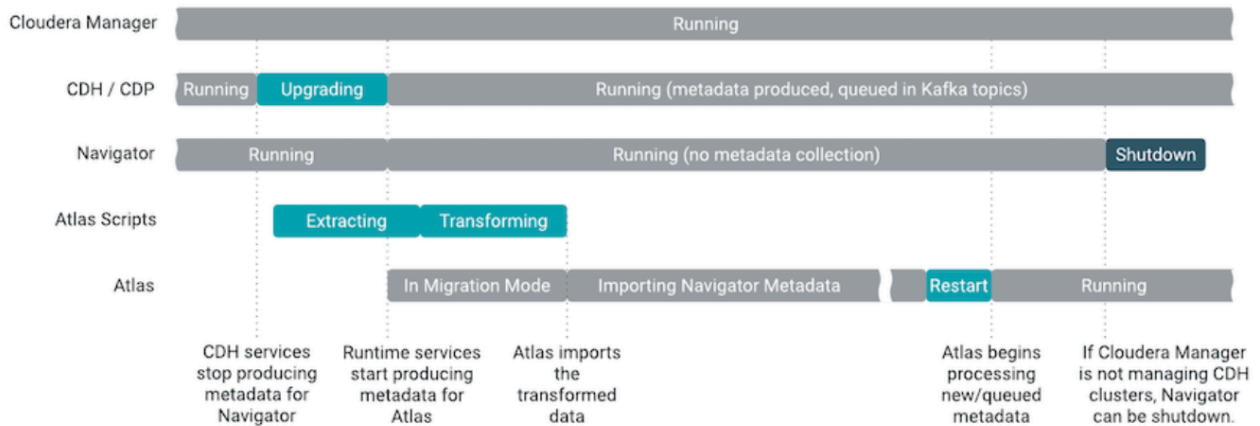 Cloudera Manager
Running
CDH / CDP
Running
Upgrading
Running (metadata produced, queued in Kafka topics)
Navigator
Running
Running (no metadata collection)
Shutdown
Atlas Scripts
Extracting
Transforming
Atlas
In Migration Mode
Importing Navigator Metadata
Restart
Running
CDH services
stop producing
metadata for
Navigator
Runtime services
start producing
metadata for
Atlas
Atlas imports
the
transformed
data
Atlas begins
processing
new/queued
metadata
If Cloudera Manager
is not managing CDH
clusters, Navigator
can be shutdown.